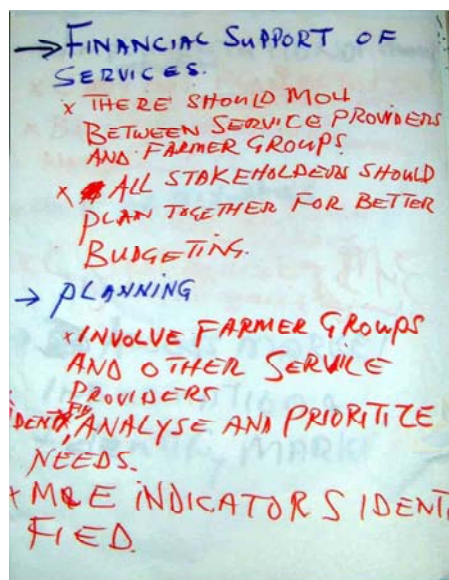 → FINANCIAL SUPPORT OF
SERVICES.
x THERE SHOULD MOU
BETWEEN SERVICE PROVIDERS
AND FARMER GROUPS.
x ALL STAKEHOLDERS SHOULD
PLAN TOGETHER FOR BETTER
BUDGETING.
→ PLANNING
x INVOLVE FARMER GROUPS
AND OTHER SERVICE
PROVIDERS
IDENTIFY, ANALYSE AND PRIORITIZE
NEEDS.
x M&E INDICATORS IDENTI
FIED.